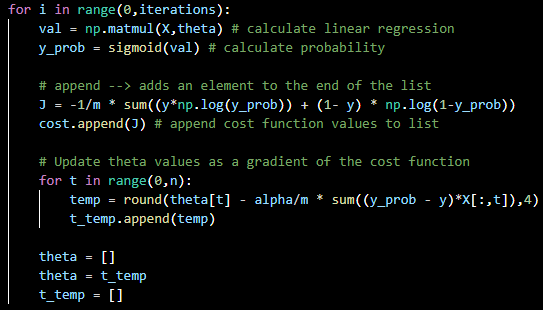 for i in range(0,iterations):
    val = np.matmul(X,theta) # calculate linear regression
    y_prob = sigmoid(val) # calculate probability

    # append --> adds an element to the end of the list
    J = -1/m * sum((y*np.log(y_prob)) + (1- y) * np.log(1-y_prob))
    cost.append(J) # append cost function values to list

    # Update theta values as a gradient of the cost function
    for t in range(0,n):
        temp = round(theta[t] - alpha/m * sum((y_prob - y)*X[:,t]),4)
        t_temp.append(temp)

    theta = []
    theta = t_temp
    t_temp = []